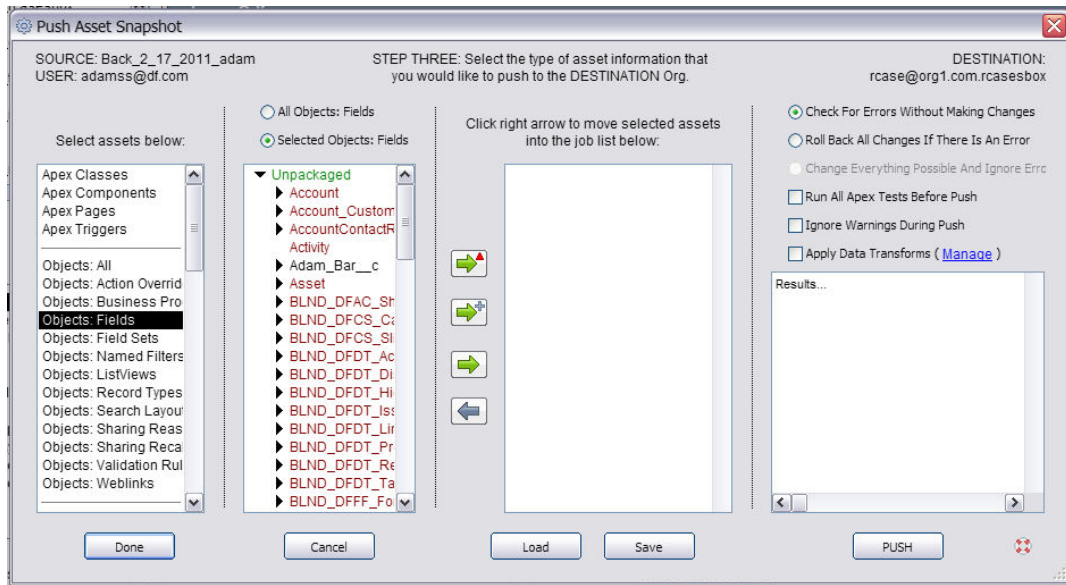 Push Asset Snapshot
SOURCE: Back_2_17_2011_adam
USER: adamss@df.com
STEP THREE: Select the type of asset information that
you would like to push to the DESTINATION Org.
DESTINATION:
rcase@org1.com.rcasesbox
Select assets below:
Apex Classes
Apex Components
Apex Pages
Apex Triggers
Objects: All
Objects: Action Overrid
Objects: Business Pro
Objects: Fields
Objects: Field Sets
Objects: Named Filters
Objects: ListViews
Objects: Record Types
Objects: Search Layou
Objects: Sharing Reas
Objects: Sharing Recal
Objects: Validation Rul
Objects: Weblinks
All Objects: Fields
Selected Objects: Fields
Unpackaged
Account
Account_Custom
AccountContactR
Activity
Adam_Bar__c
Asset
BLND_DFAC_Sh
BLND_DFCS_Ca
BLND_DFCS_Sl
BLND_DFDT_Ac
BLND_DFDT_Di
BLND_DFDT_Hi
BLND_DFDT_Iss
BLND_DFDT_Lin
BLND_DFDT_Pr
BLND_DFDT_Re
BLND_DFDT_Ta
BLND_DFFF_Fo
Click right arrow to move selected assets
into the job list below:
Check For Errors Without Making Changes
Roll Back All Changes If There Is An Error
Change Everything Possible And Ignore Errc
Run All Apex Tests Before Push
Ignore Warnings During Push
Apply Data Transforms ( Manage )
Results...
Done
Cancel
Load
Save
PUSH